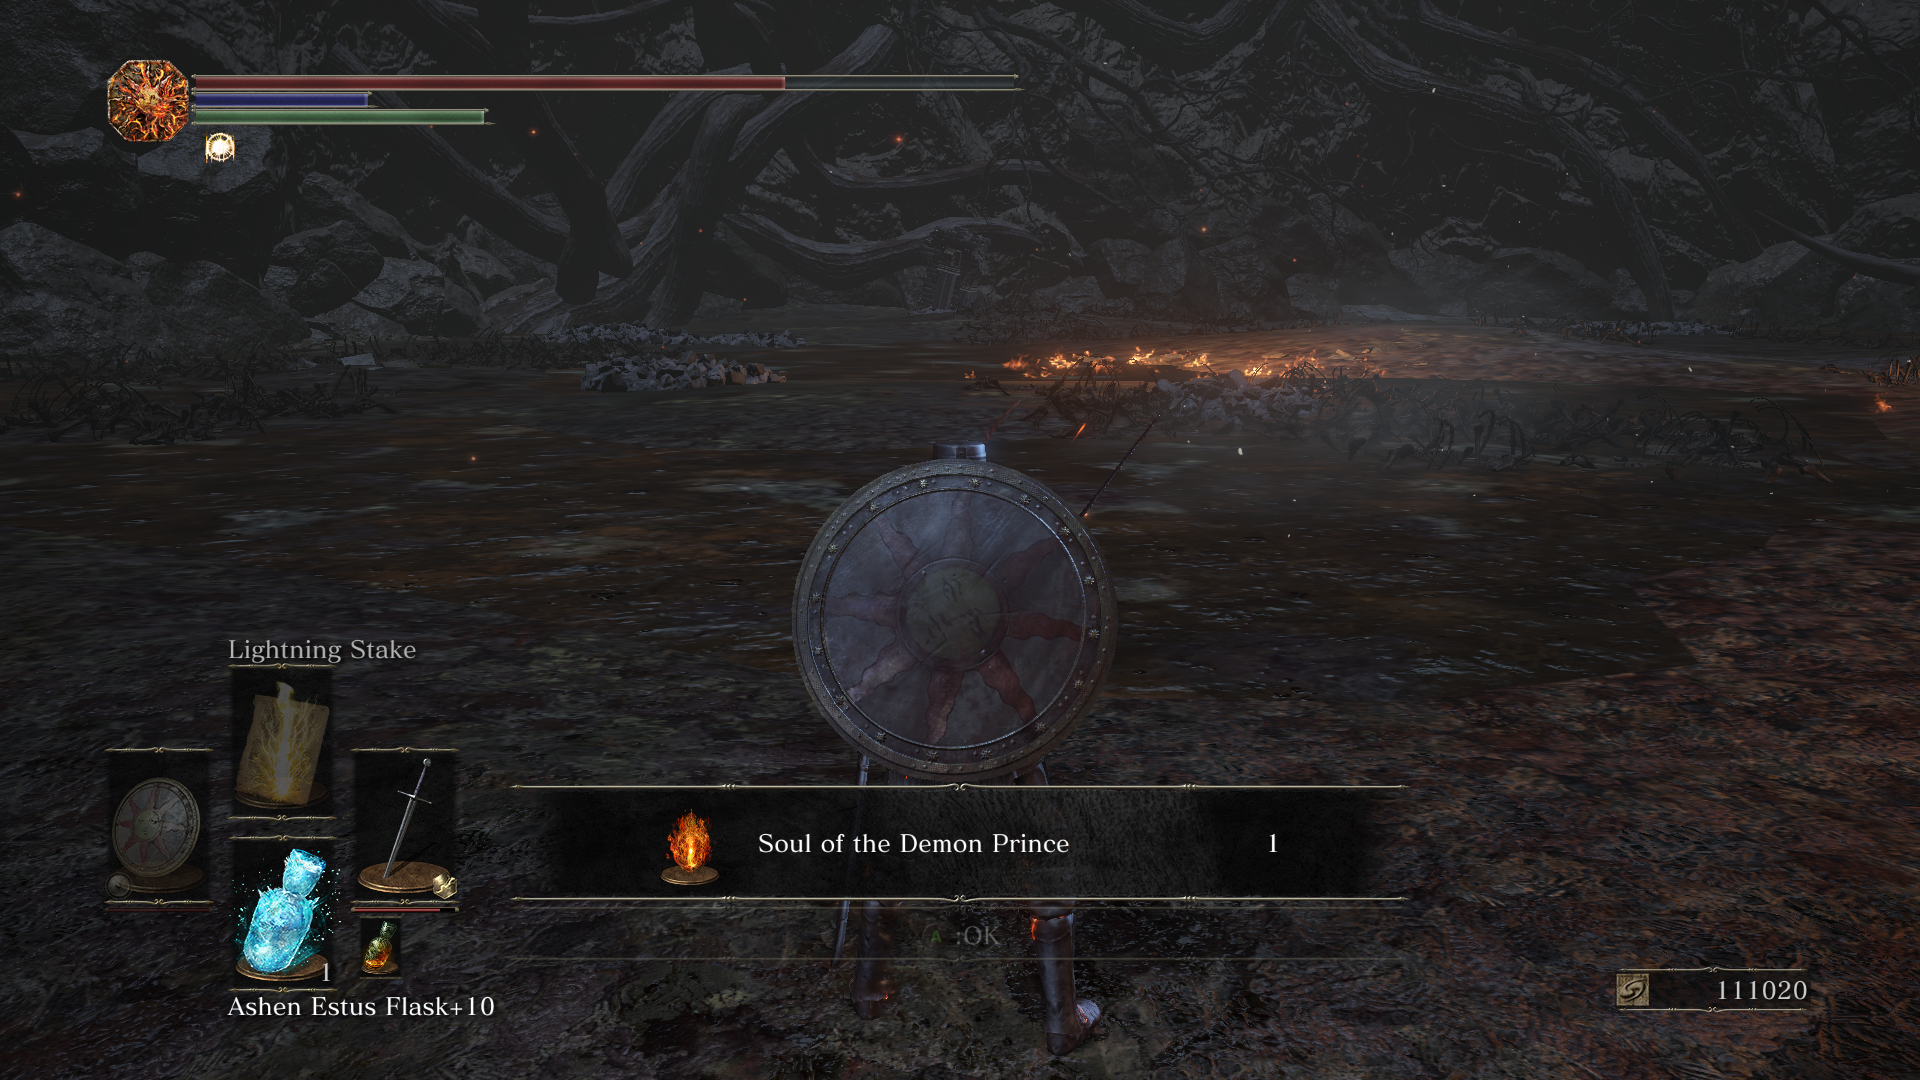 Lightning Stake
Soul of the Demon Prince 1
A :OK
1
Ashen Estus Flask+10
111020